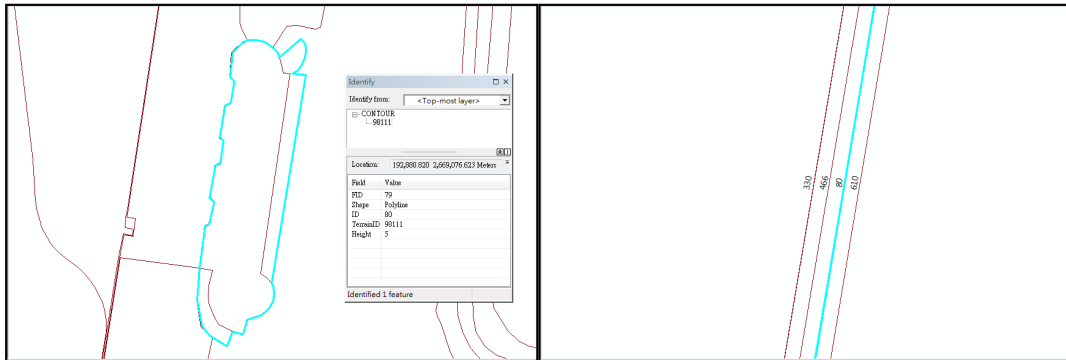 Identify
Identify from: <Top-most layer>
CONTOUR
98111
Location: 192,880.820 2,669,076.623 Meters
Field Value
FID 79
Shape Polyline
ID 80
TerrainID 98111
Height 5
Identified 1 feature
330
466
80
610